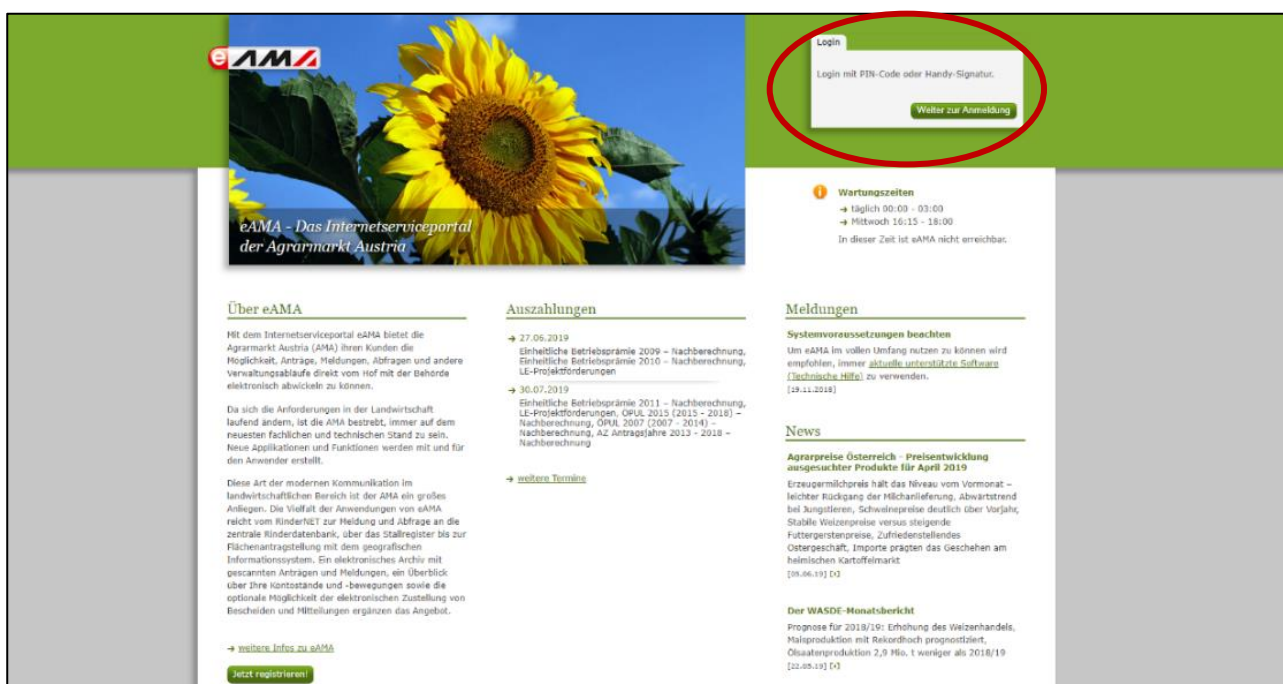 Login
eAMA
Login mit PIN-Code oder Handy-Signatur.
Weiter zur Anmeldung
eAMA - Das Internetserviceportal
der Agrarmarkt Austria
Wartungszeiten
täglich 00:00 - 03:00
Mittwoch 16:15 - 18:00
In dieser Zeit ist eAMA nicht erreichbar.
Über eAMA
Mit dem Internetserviceportal eAMA bietet die
Agrarmarkt Austria (AMA) ihren Kunden die
Möglichkeit, Anträge, Meldungen, Abfragen und andere
Verwaltungsabläufe direkt vom Hof mit der Behörde
elektronisch abwickeln zu können.
Da sich die Anforderungen in der Landwirtschaft
laufend ändern, ist die AMA bestrebt, immer auf dem
neuesten fachlichen und technischen Stand zu sein.
Neue Applikationen und Funktionen werden mit und für
den Anwender erstellt.
Diese Art der modernen Kommunikation im
landwirtschaftlichen Bereich ist der AMA ein großes
Anliegen. Die Vielfalt der Anwendungen von eAMA
reicht vom RinderNET zur Meldung und Abfrage an die
zentrale Rinderdatenbank, über das Stallregister bis zur
Flächenantragstellung mit dem geografischen
Informationssystem. Ein elektronisches Archiv mit
gescannten Anträgen und Meldungen, ein Überblick
über Ihre Kontostände und -bewegungen sowie die
optionale Möglichkeit der elektronischen Zustellung von
Bescheiden und Mitteilungen ergänzen das Angebot.
weitere Infos zu eAMA
Jetzt registrieren!
Auszahlungen
27.06.2019
Einheitliche Betriebsprämie 2009 – Nachberechnung,
Einheitliche Betriebsprämie 2010 – Nachberechnung,
LE-Projektförderungen
30.07.2019
Einheitliche Betriebsprämie 2011 – Nachberechnung,
LE-Projektförderungen, ÖPUL 2015 (2015 - 2018) –
Nachberechnung, ÖPUL 2007 (2007 - 2014) –
Nachberechnung, AZ Antragsjahre 2013 - 2018 –
Nachberechnung
weitere Termine
Meldungen
Systemvoraussetzungen beachten
Um eAMA im vollen Umfang nutzen zu können wird
empfohlen, immer aktuelle unterstützte Software
(Technische Hilfe) zu verwenden.
[19.11.2018]
News
Agrarpreise Österreich - Preisentwicklung
ausgesuchter Produkte für April 2019
Erzeugermilchpreis hält das Niveau vom Vormonat –
leichter Rückgang der Milchanlieferung, Abwärtstrend
bei Jungstieren, Schweinepreise deutlich über Vorjahr,
Stabile Weizenpreise versus steigende
Futtergerstenpreise, Zufriedenstellendes
Ostergeschäft, Importe prägten das Geschehen am
heimischen Kartoffelmarkt
[05.06.19]
Der WASDE-Monatsbericht
Prognose für 2018/19: Erhöhung des Weizenhandels,
Maisproduktion mit Rekordhoch prognostiziert,
Ölsaatenproduktion 2,9 Mio. t weniger als 2018/19
[22.05.19]